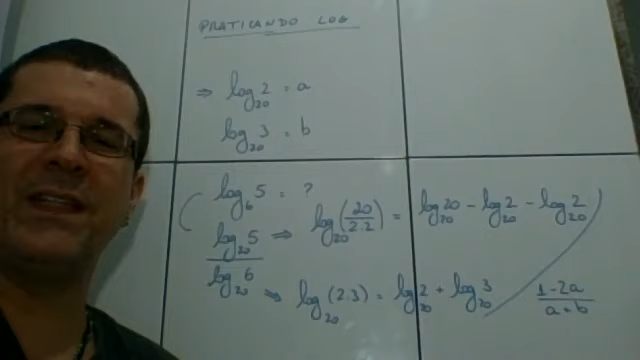 PRATICANDO LOG
⇒ log₂₀ 2 = a
log₂₀ 3 = b
log₆ 5 = ?
log₂₀ 5 / log₂₀ 6
⇒ log₂₀ (20/2.2) = log₂₀ 20 - log₂₀ 2 - log₂₀ 2
⇒ log₂₀ (2.3) = log₂₀ 2 + log₂₀ 3
1-2a / a+b